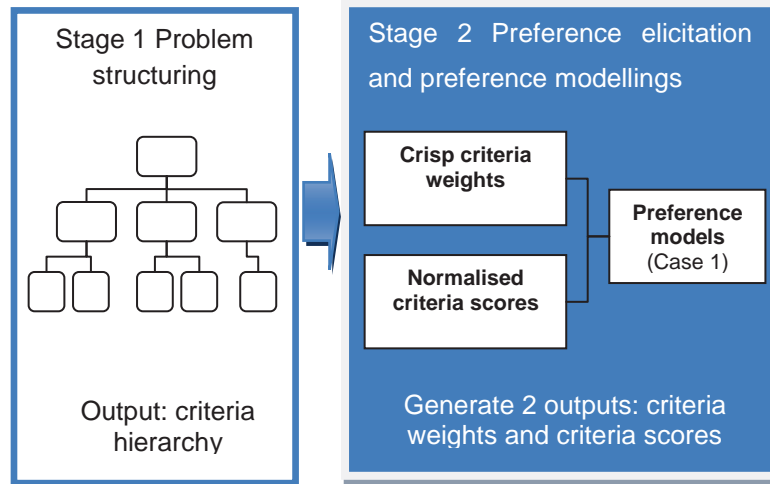 Stage 1 Problem
structuring
Output: criteria
hierarchy
Stage 2 Preference elicitation
and preference modellings
Crisp criteria
weights
Normalised
criteria scores
Preference
models
(Case 1)
Generate 2 outputs: criteria
weights and criteria scores